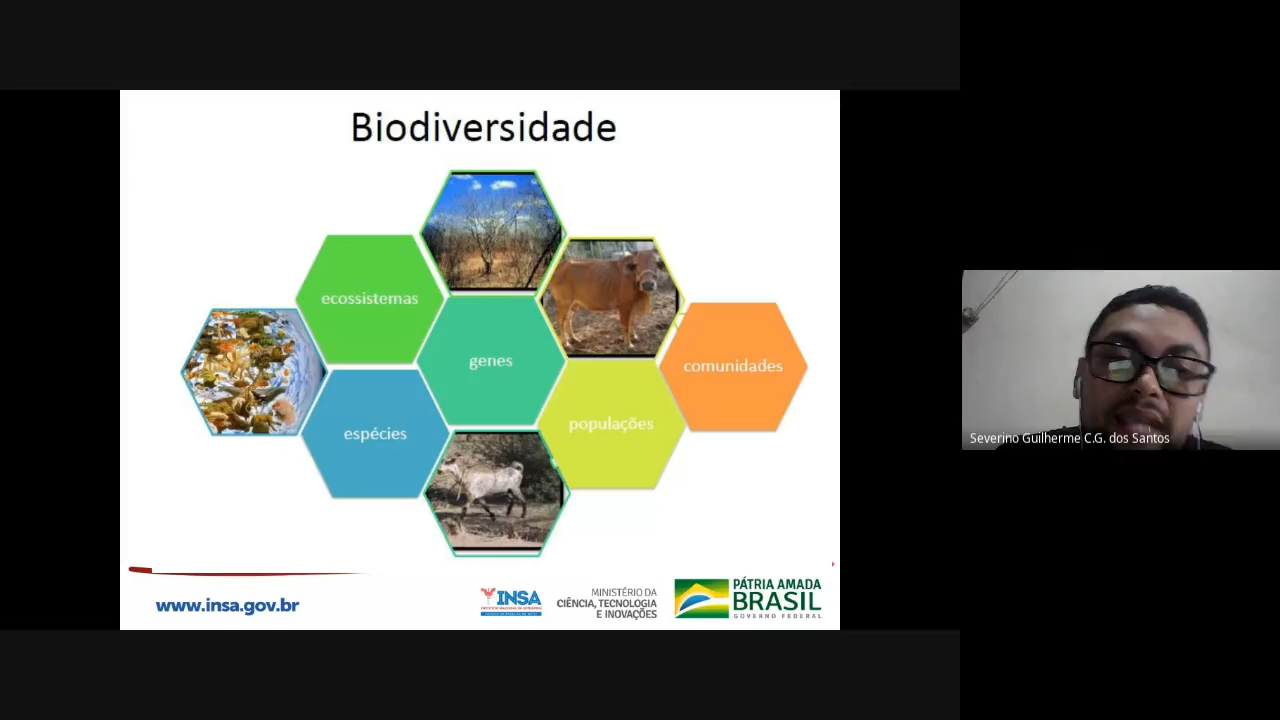 Biodiversidade
ecossistemas
genes
comunidades
populações
espécies
Severino Guilherme C.G. dos Santos
www.insa.gov.br
INSA
MINISTÉRIO DA
CIÊNCIA, TECNOLOGIA
E INOVAÇÕES
PÁTRIA AMADA
BRASIL
GOVERNO FEDERAL